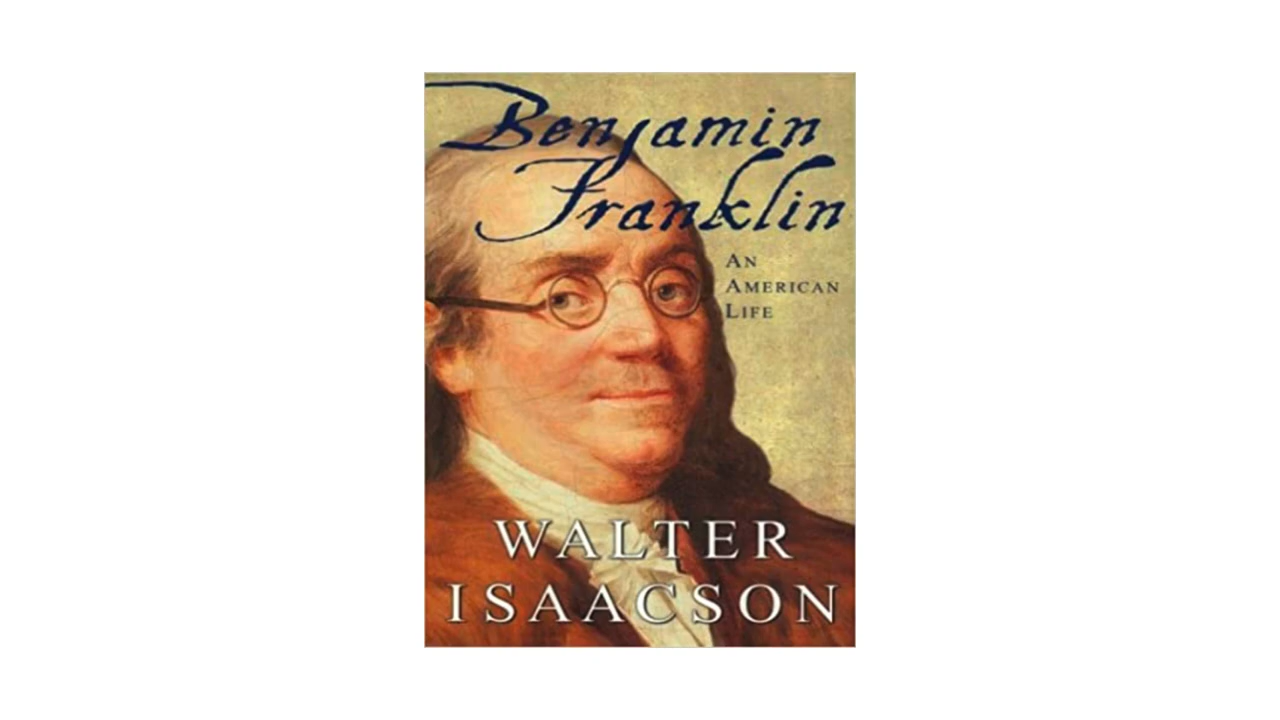 Benjamin
Franklin
AN
AMERICAN
LIFE
WALTER
ISAACSON